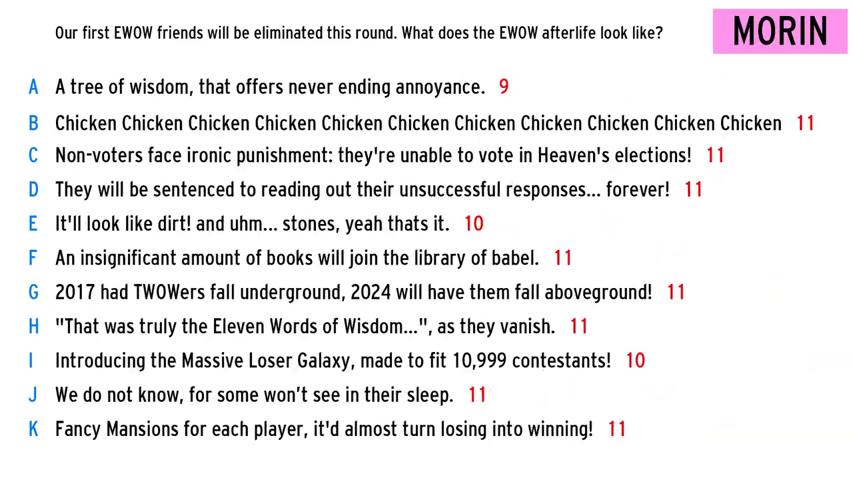 Our first EWOW friends will be eliminated this round. What does the EWOW afterlife look like?
MORIN
A A tree of wisdom, that offers never ending annoyance. 9
B Chicken Chicken Chicken Chicken Chicken Chicken Chicken Chicken Chicken Chicken Chicken 11
C Non-voters face ironic punishment: they're unable to vote in Heaven's elections! 11
D They will be sentenced to reading out their unsuccessful responses... forever! 11
E It'll look like dirt! and uhm... stones, yeah thats it. 10
F An insignificant amount of books will join the library of babel. 11
G 2017 had TWOWers fall underground, 2024 will have them fall aboveground! 11
H "That was truly the Eleven Words of Wisdom...", as they vanish. 11
I Introducing the Massive Loser Galaxy, made to fit 10,999 contestants! 10
J We do not know, for some won’t see in their sleep. 11
K Fancy Mansions for each player, it'd almost turn losing into winning! 11